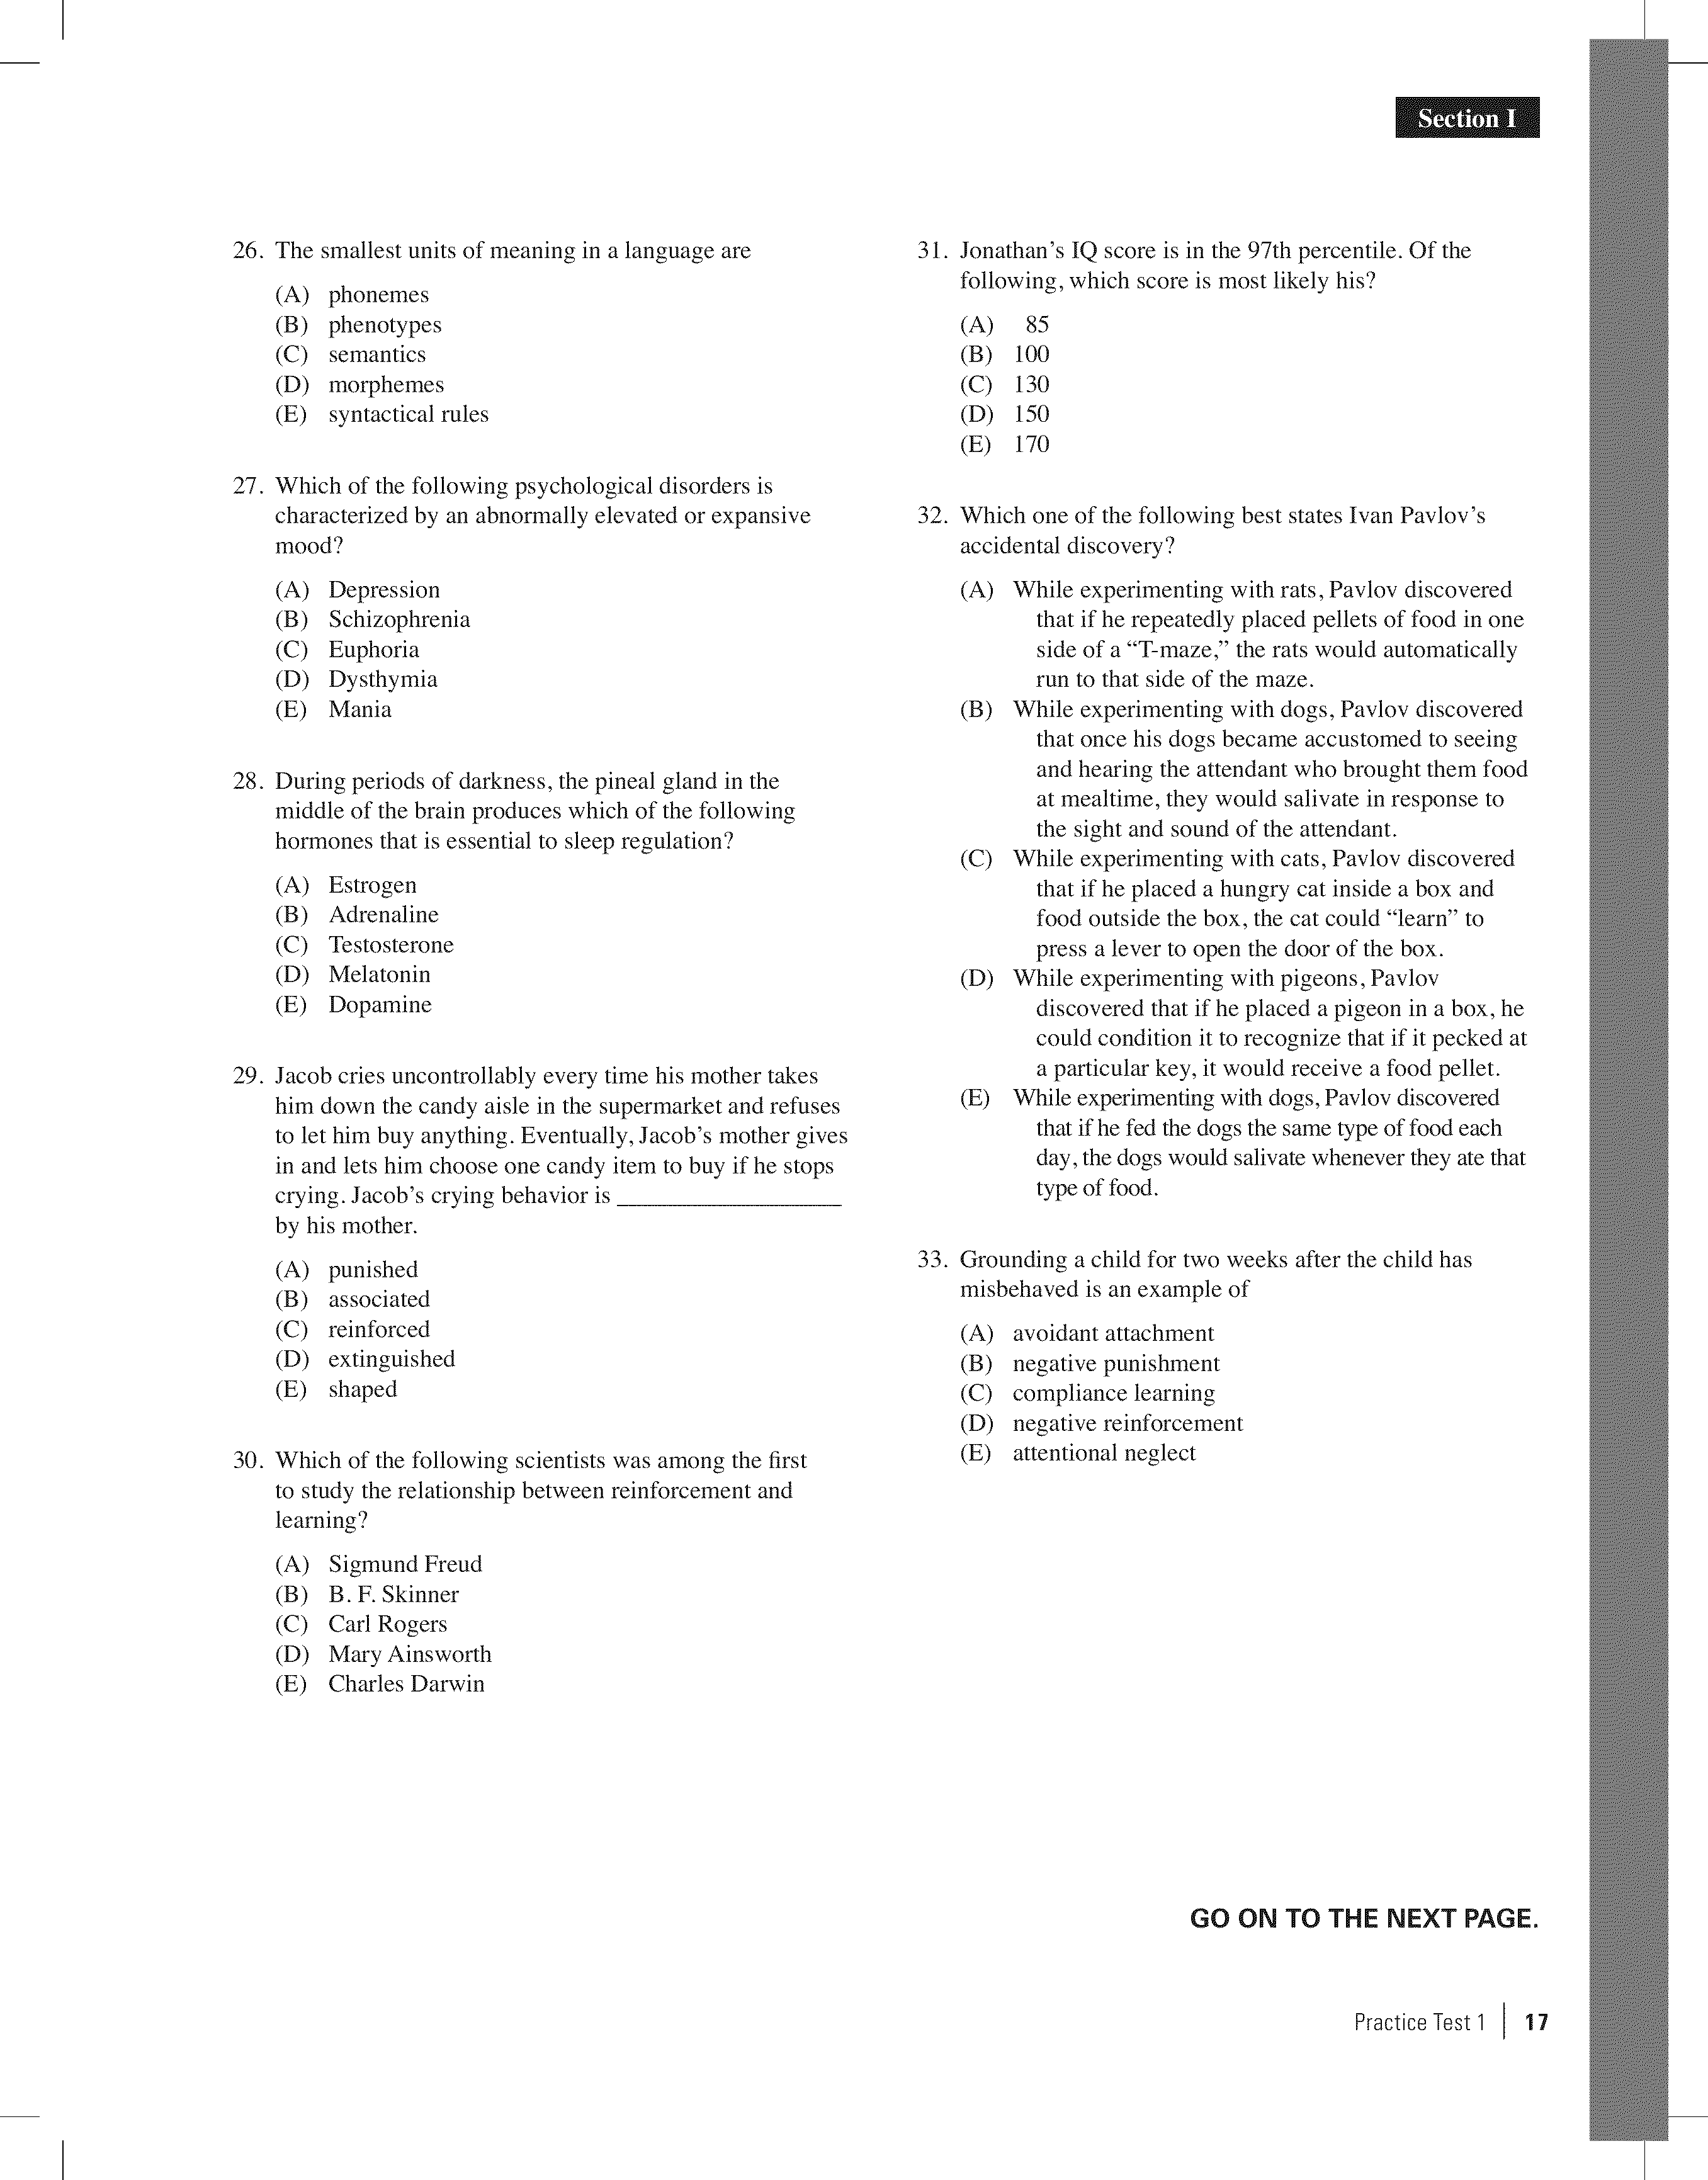 Section I
26. The smallest units of meaning in a language are
(A) phonemes
(B) phenotypes
(C) semantics
(D) morphemes
(E) syntactical rules
27. Which of the following psychological disorders is
characterized by an abnormally elevated or expansive
mood?
(A) Depression
(B) Schizophrenia
(C) Euphoria
(D) Dysthymia
(E) Mania
28. During periods of darkness, the pineal gland in the
middle of the brain produces which of the following
hormones that is essential to sleep regulation?
(A) Estrogen
(B) Adrenaline
(C) Testosterone
(D) Melatonin
(E) Dopamine
29. Jacob cries uncontrollably every time his mother takes
him down the candy aisle in the supermarket and refuses
to let him buy anything. Eventually, Jacob’s mother gives
in and lets him choose one candy item to buy if he stops
crying. Jacob’s crying behavior is ___________________
by his mother.
(A) punished
(B) associated
(C) reinforced
(D) extinguished
(E) shaped
30. Which of the following scientists was among the first
to study the relationship between reinforcement and
learning?
(A) Sigmund Freud
(B) B. F. Skinner
(C) Carl Rogers
(D) Mary Ainsworth
(E) Charles Darwin
31. Jonathan’s IQ score is in the 97th percentile. Of the
following, which score is most likely his?
(A) 85
(B) 100
(C) 130
(D) 150
(E) 170
32. Which one of the following best states Ivan Pavlov’s
accidental discovery?
(A) While experimenting with rats, Pavlov discovered
that if he repeatedly placed pellets of food in one
side of a “T-maze,” the rats would automatically
run to that side of the maze.
(B) While experimenting with dogs, Pavlov discovered
that once his dogs became accustomed to seeing
and hearing the attendant who brought them food
at mealtime, they would salivate in response to
the sight and sound of the attendant.
(C) While experimenting with cats, Pavlov discovered
that if he placed a hungry cat inside a box and
food outside the box, the cat could “learn” to
press a lever to open the door of the box.
(D) While experimenting with pigeons, Pavlov
discovered that if he placed a pigeon in a box, he
could condition it to recognize that if it pecked at
a particular key, it would receive a food pellet.
(E) While experimenting with dogs, Pavlov discovered
that if he fed the dogs the same type of food each
day, the dogs would salivate whenever they ate that
type of food.
33. Grounding a child for two weeks after the child has
misbehaved is an example of
(A) avoidant attachment
(B) negative punishment
(C) compliance learning
(D) negative reinforcement
(E) attentional neglect
GO ON TO THE NEXT PAGE.
Practice Test 1 | 17